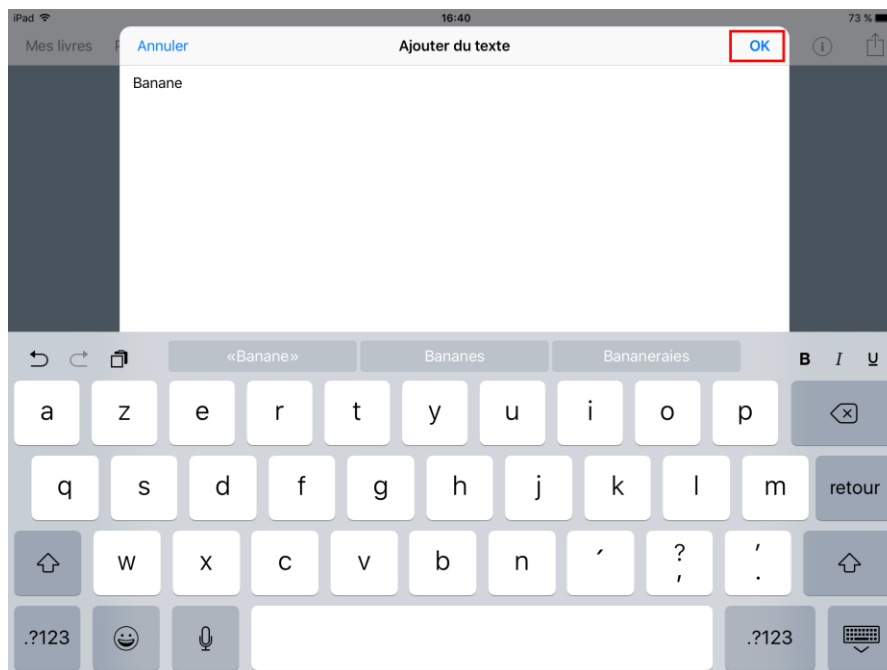 iPad 16:40 73 %
Mes livres Annuler Ajouter du texte OK
Banane
«Banane» Bananes Bananeraies B I U
a z e r t y u i o p
q s d f g h j k l m retour
w x c v b n ´ ? , ' .
.?123 .?123